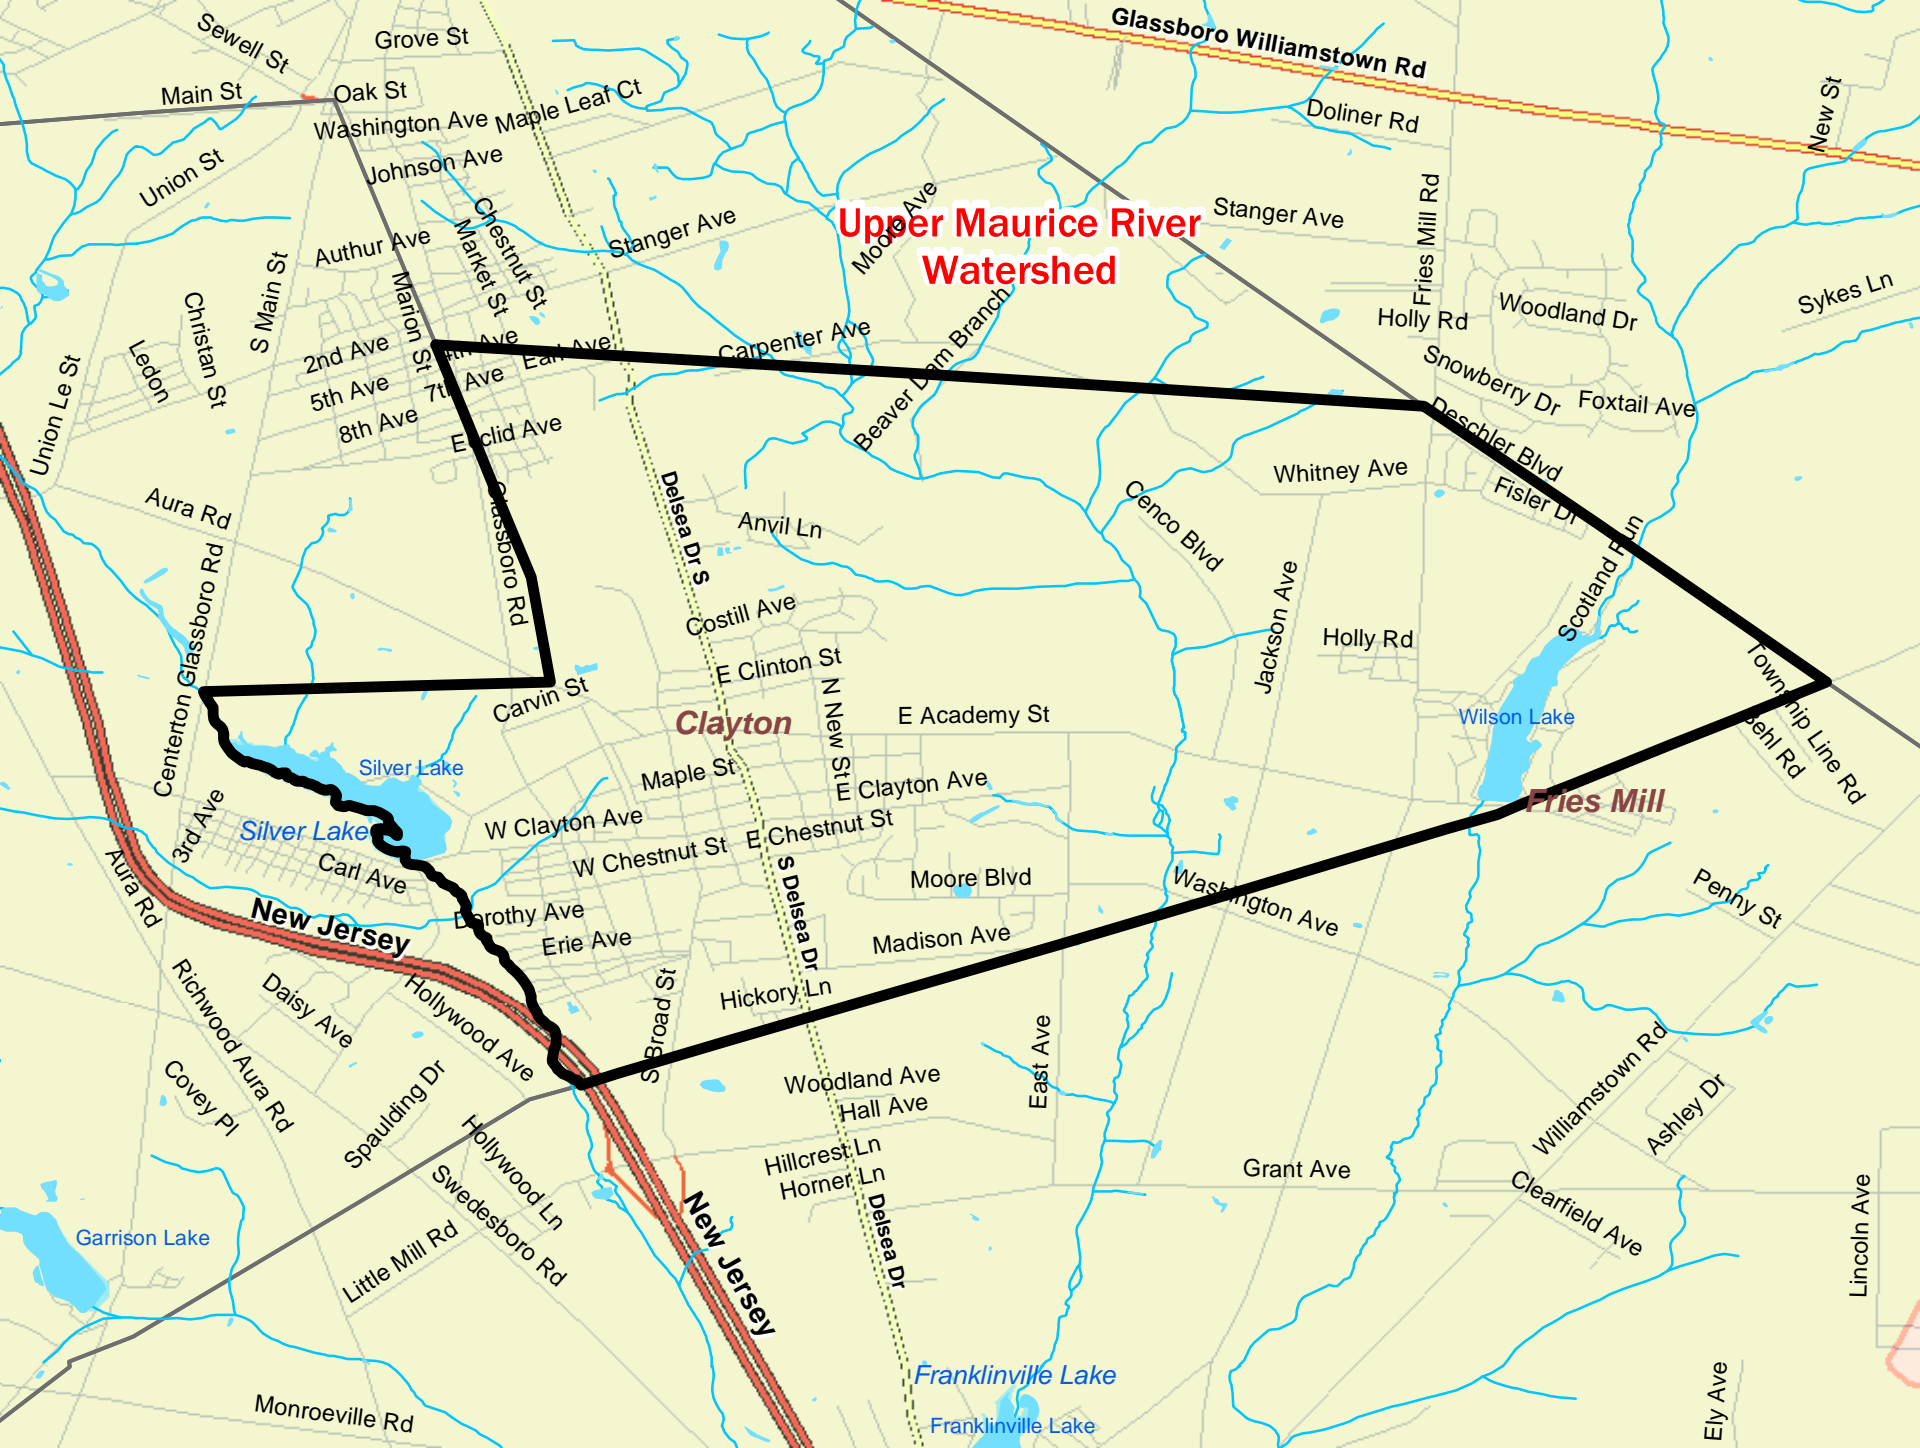 Glassboro Williamstown Rd
Sewell St
Grove St
Main St
Oak St
Maple Leaf Ct
Washington Ave
Doliner Rd
New St
Union St
Johnson Ave
Chestnut St
Market St
Stanger Ave
Moore Ave
Upper Maurice River
Watershed
Stanger Ave
Fries Mill Rd
Authur Ave
S Main St
Marion St
Christan St
Ledon
Union Le St
2nd Ave
4th Ave
Earl Ave
Carpenter Ave
Beaver Dam Branch
Holly Rd
Woodland Dr
Sykes Ln
Snowberry Dr
Foxtail Ave
5th Ave
7th Ave
8th Ave
Euclid Ave
Deschler Blvd
Whitney Ave
Fisler Dr
Aura Rd
Glassboro Rd
Delsea Dr S
Anvil Ln
Cenco Blvd
Scotland Run
Centerton Glassboro Rd
Costill Ave
Jackson Ave
Holly Rd
E Clinton St
N New St
Carvin St
Clayton
E Academy St
Wilson Lake
Township Line Rd
Behl Rd
Silver Lake
Maple St
E Clayton Ave
Fries Mill
3rd Ave
Silver Lake
W Clayton Ave
E Chestnut St
W Chestnut St
S Delsea Dr
Carl Ave
Moore Blvd
Washington Ave
Penny St
Aura Rd
New Jersey
Dorothy Ave
Erie Ave
Madison Ave
Hickory Ln
S Broad St
Richwood Aura Rd
Daisy Ave
Hollywood Ave
East Ave
Williamstown Rd
Covey Pl
Spaulding Dr
Woodland Ave
Hall Ave
Ashley Dr
Hollywood Ln
Hillcrest Ln
Horner Ln
Grant Ave
Swedesboro Rd
Clearfield Ave
Lincoln Ave
Garrison Lake
Little Mill Rd
New Jersey
Delsea Dr
Franklinville Lake
Franklinville Lake
Monroeville Rd
Ely Ave